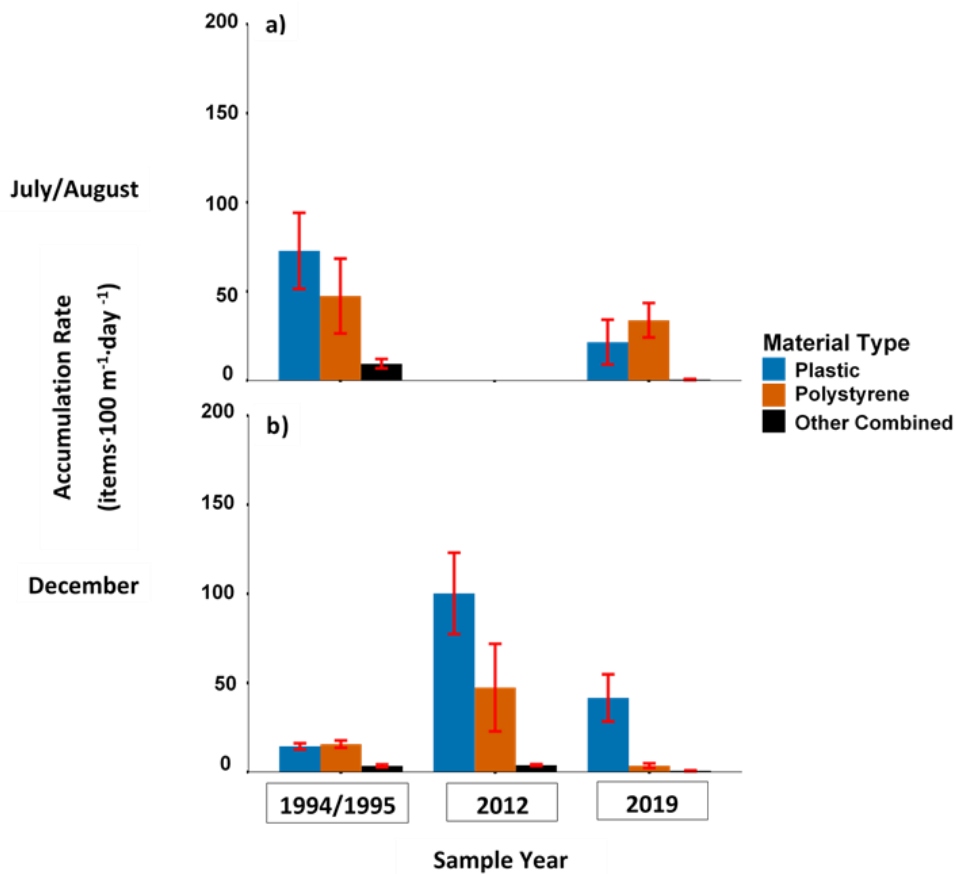 a)
200
150
100
50
0
July/August
Accumulation Rate
(items·100 m⁻¹·day ⁻¹)
December
Material Type
Plastic
Polystyrene
Other Combined
b)
200
150
100
50
0
1994/1995
2012
2019
Sample Year